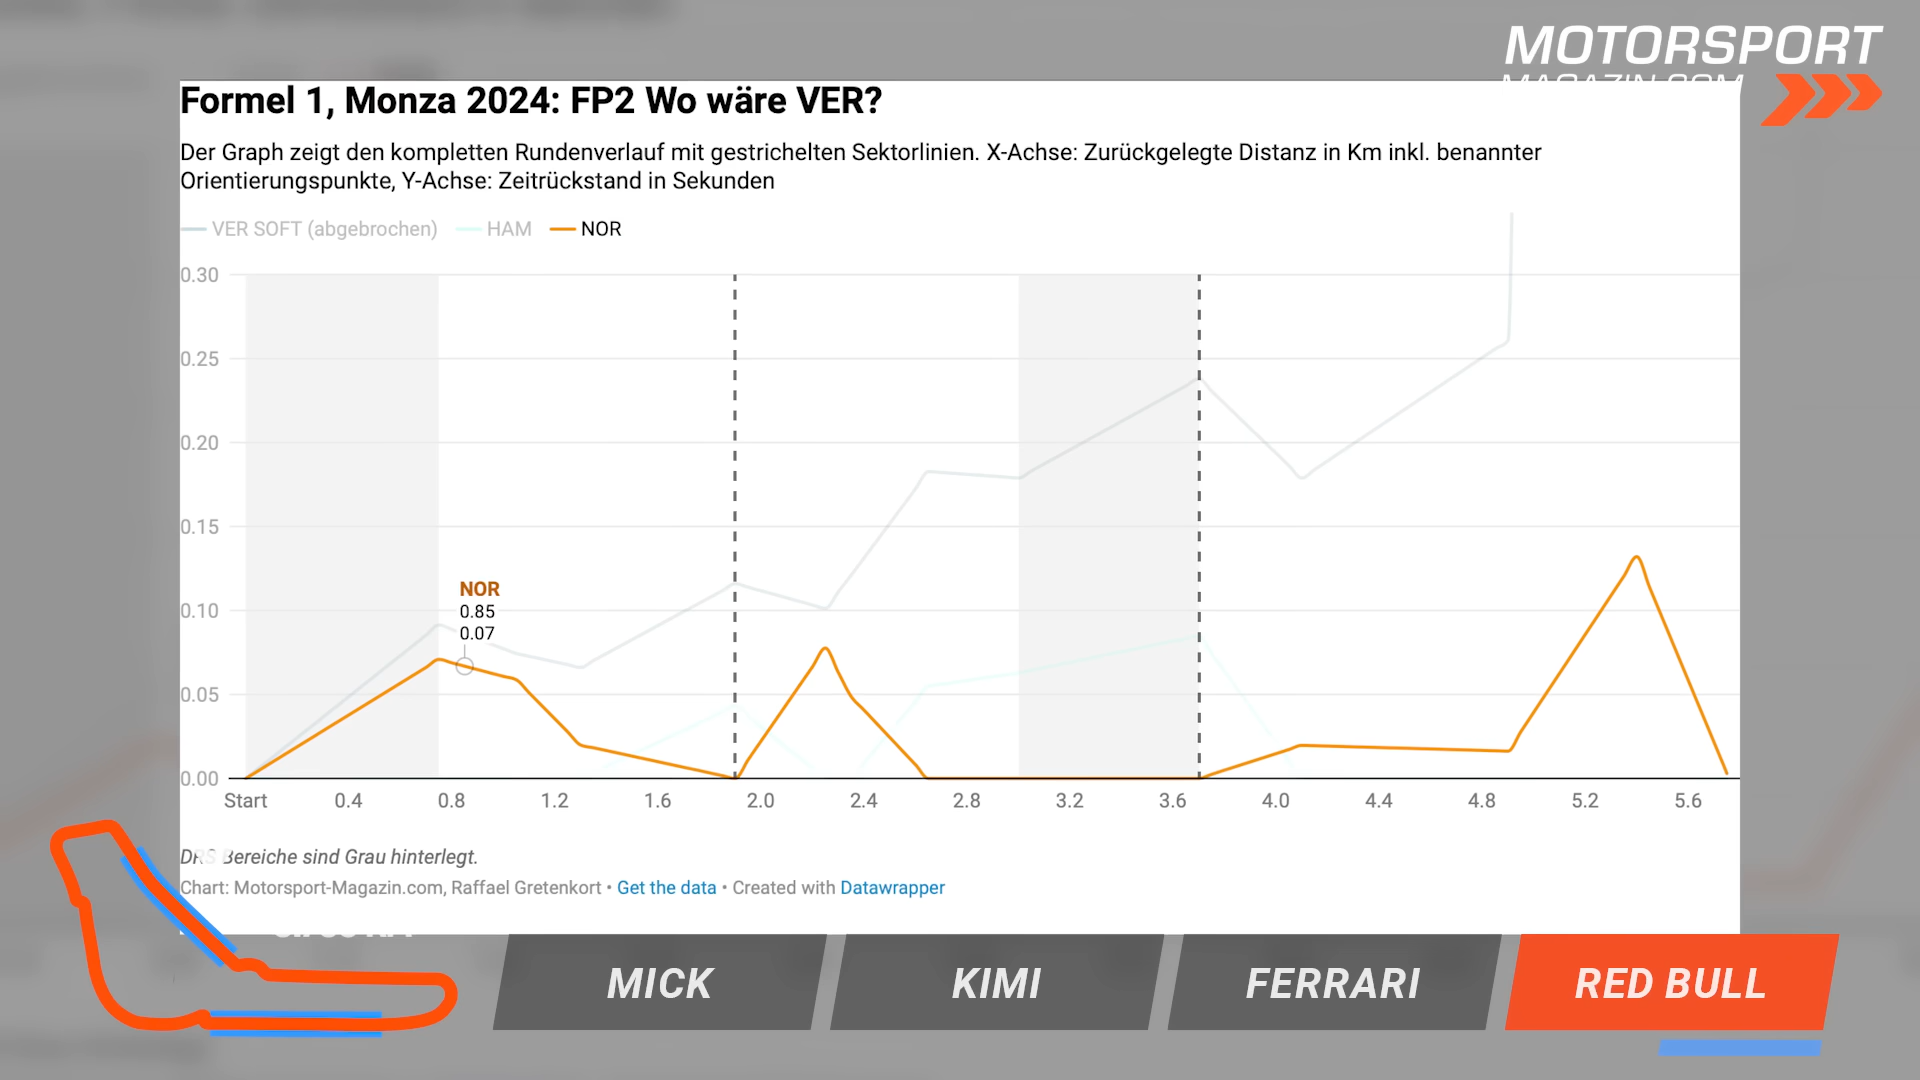 MOTORSPORT
MAGAZIN.COM
Formel 1, Monza 2024: FP2 Wo wäre VER?
Der Graph zeigt den kompletten Rundenverlauf mit gestrichelten Sektorlinien. X-Achse: Zurückgelegte Distanz in Km inkl. benannter
Orientierungspunkte, Y-Achse: Zeitrückstand in Sekunden
VER SOFT (abgebrochen) HAM NOR
0.30
0.25
0.20
0.15
0.10
0.05
0.00
NOR
0.85
0.07
Start 0.4 0.8 1.2 1.6 2.0 2.4 2.8 3.2 3.6 4.0 4.4 4.8 5.2 5.6
DRS Bereiche sind Grau hinterlegt.
Chart: Motorsport-Magazin.com, Raffael Gretenkort • Get the data • Created with Datawrapper
MICK KIMI FERRARI RED BULL